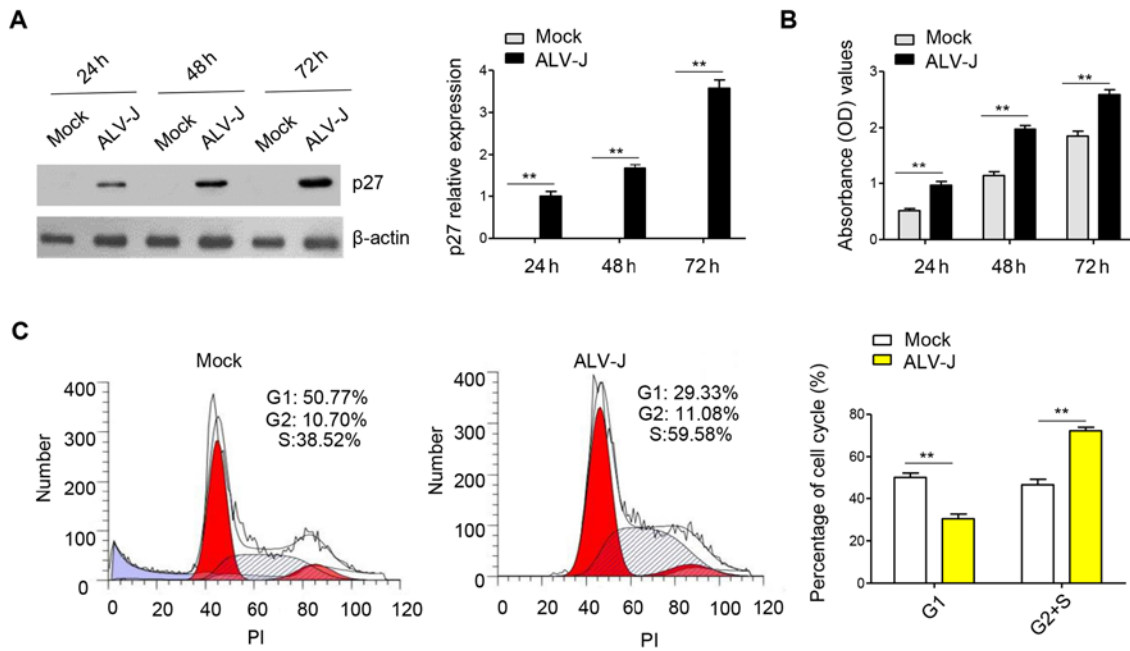 A
24 h
48 h
72 h
Mock
ALV-J
Mock
ALV-J
Mock
ALV-J
p27
β-actin
Mock
ALV-J
p27 relative expression
4
3
2
1
0
**
**
**
24 h
48 h
72 h
B
Mock
ALV-J
Absorbance (OD) values
3
2
1
0
**
**
**
24 h
48 h
72 h
C
Mock
G1: 50.77%
G2: 10.70%
S:38.52%
Number
400
300
200
100
0
0 20 40 60 80 100 120
PI
ALV-J
G1: 29.33%
G2: 11.08%
S:59.58%
Number
400
300
200
100
0
0 20 40 60 80 100 120
PI
Mock
ALV-J
Percentage of cell cycle (%)
80
60
40
20
0
**
**
G1
G2+S